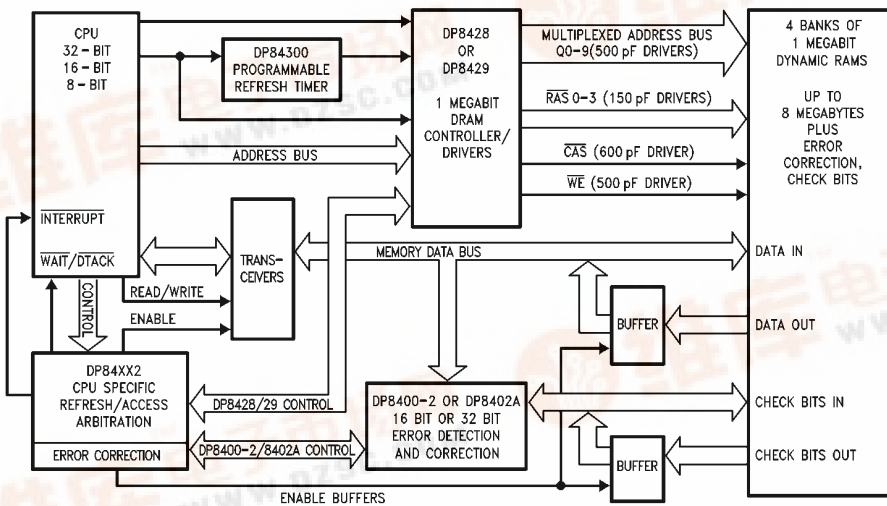 CPU
32-BIT
16-BIT
8-BIT
INTERRUPT
WAIT/DTACK
DP84300
PROGRAMMABLE
REFRESH TIMER
ADDRESS BUS
DP8428
OR
DP8429
1 MEGABIT
DRAM
CONTROLLER/
DRIVERS
MULTIPLEXED ADDRESS BUS
Q0-9(500 pF DRIVERS)
RAS 0-3 (150 pF DRIVERS)
CAS (600 pF DRIVER)
WE (500 pF DRIVER)
4 BANKS OF
1 MEGABIT
DYNAMIC RAMS
UP TO
8 MEGABYTES
PLUS
ERROR
CORRECTION,
CHECK BITS
DATA IN
DATA OUT
CHECK BITS IN
CHECK BITS OUT
TRANS-
CEIVERS
MEMORY DATA BUS
CONTROL
READ/WRITE
ENABLE
BUFFER
DP84XX2
CPU SPECIFIC
REFRESH/ACCESS
ARBITRATION
ERROR CORRECTION
DP8428/29 CONTROL
DP8400-2/8402A CONTROL
DP8400-2 OR DP8402A
16 BIT OR 32 BIT
ERROR DETECTION
AND CORRECTION
BUFFER
ENABLE BUFFERS